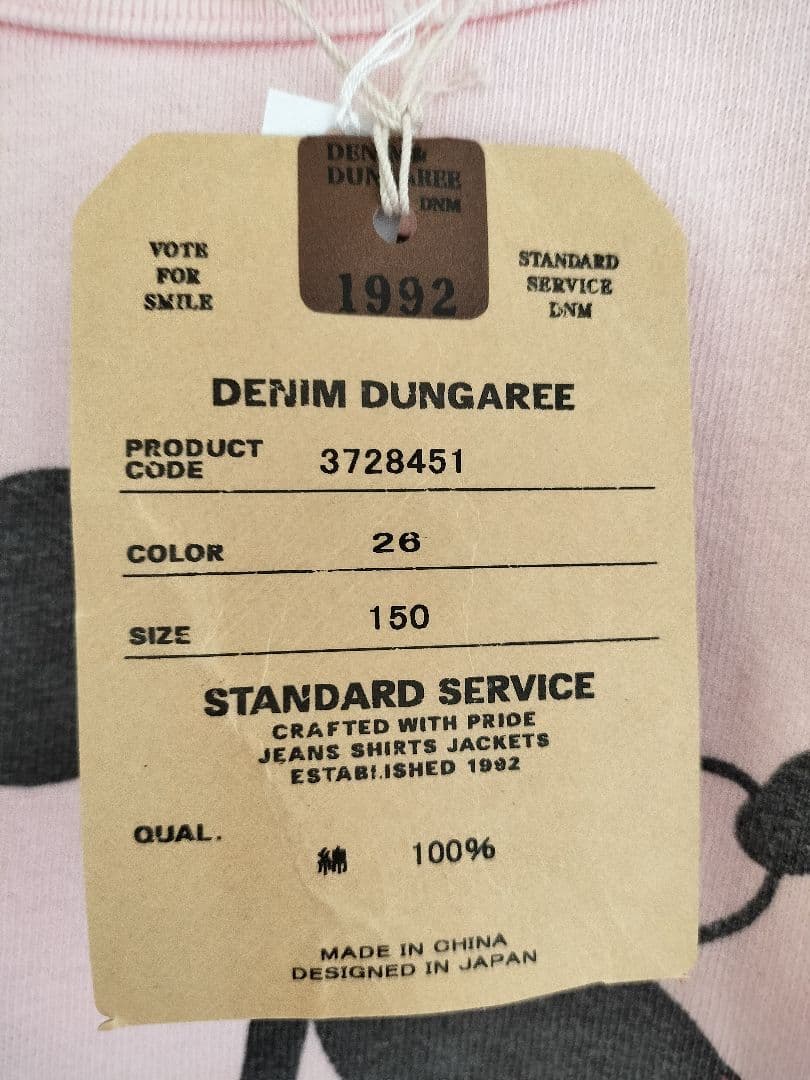 DENIM &
DUNGAREE
DNM
1992
VOTE
FOR
SMILE
STANDARD
SERVICE
DNM
DENIM DUNGAREE
PRODUCT
CODE
3728451
COLOR 26
SIZE 150
STANDARD SERVICE
CRAFTED WITH PRIDE
JEANS SHIRTS JACKETS
ESTABLISHED 1992
QUAL.
綿 100%
MADE IN CHINA
DESIGNED IN JAPAN